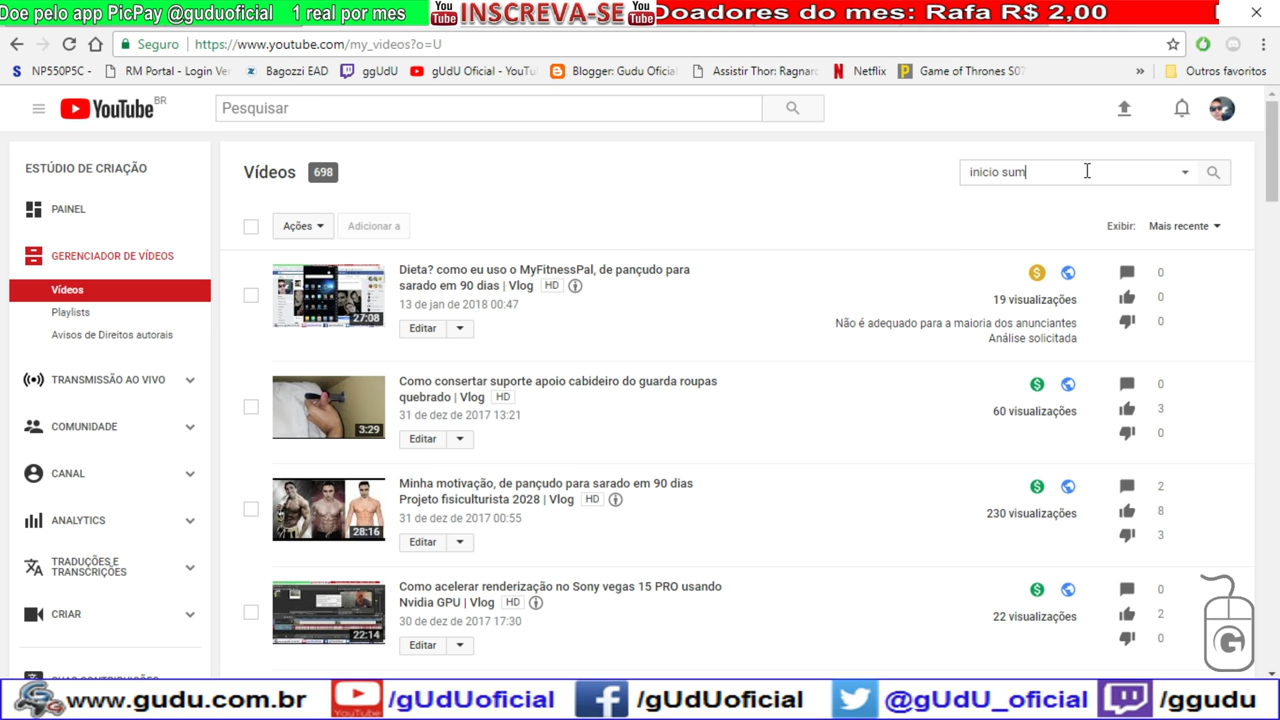 Doe pelo app PicPay @guduoficial 1 real por mes
You Tube INSCREVA-SE You Tube
Doadores do mes: Rafa R$ 2,00
Seguro https://www.youtube.com/my_videos?o=U
NP550P5C - RM Portal - Login Ve Bagozzi EAD ggUdU gUdU Oficial - YouTu Blogger: Gudu Oficia Assistir Thor: Ragnar Netflix Game of Thrones S07 » Outros favoritos
YouTube BR
Pesquisar
ESTÚDIO DE CRIAÇÃO
PAINEL
GERENCIADOR DE VÍDEOS
Vídeos
Playlists
Avisos de Direitos autorais
TRANSMISSÃO AO VIVO
COMUNIDADE
CANAL
ANALYTICS
TRADUÇÕES E
TRANSCRIÇÕES
CRIAR
Vídeos 698
inicio sum
Ações Adicionar a
Exibir: Mais recente
27:08
Dieta? como eu uso o MyFitnessPal, de pançudo para
sarado em 90 dias | Vlog HD
13 de jan de 2018 00:47
Editar
19 visualizações
Não é adequado para a maioria dos anunciantes
Análise solicitada
0
0
0
3:29
Como consertar suporte apoio cabideiro do guarda roupas
quebrado | Vlog HD
31 de dez de 2017 13:21
Editar
60 visualizações
0
3
0
28:16
Minha motivação, de pançudo para sarado em 90 dias
Projeto fisiculturista 2028 | Vlog HD
31 de dez de 2017 00:55
Editar
230 visualizações
2
8
3
22:14
Como acelerar renderização no Sony vegas 15 PRO usando
Nvidia GPU | Vlog HD
30 de dez de 2017 17:30
Editar
22 visualizações
0
2
0
www.gudu.com.br YouTube /gUdUoficial /gUdUoficial @gUdU_oficial /ggudu